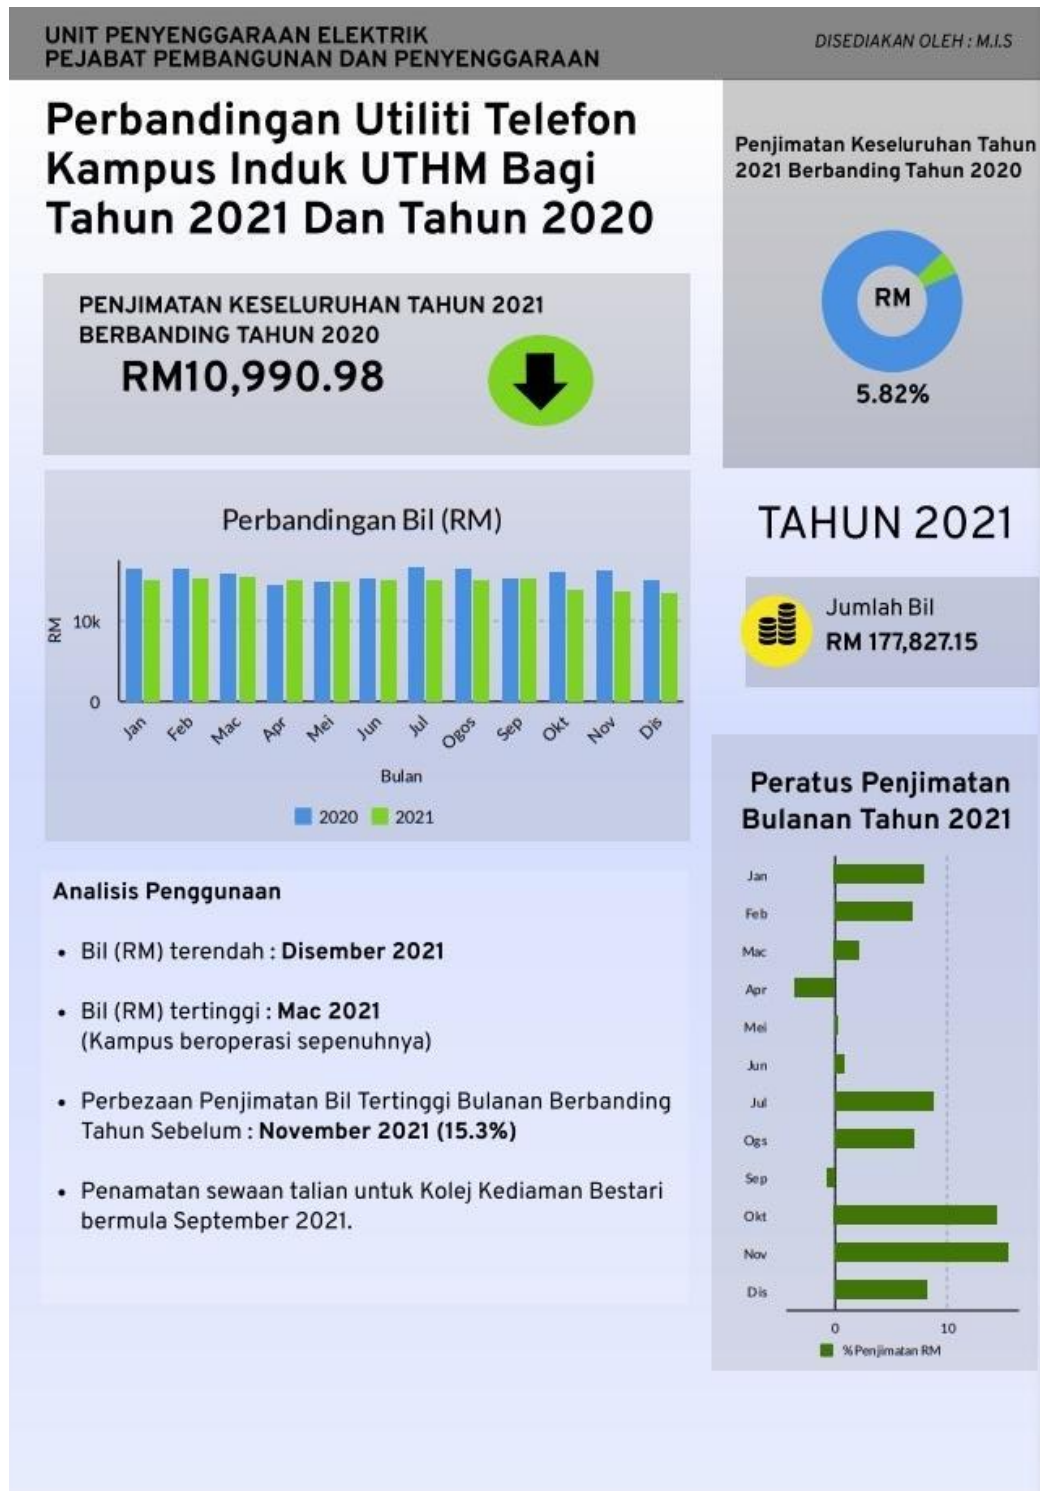 UNIT PENYENGGARAAN ELEKTRIK
PEJABAT PEMBANGUNAN DAN PENYENGGARAAN
DISEDIAKAN OLEH : M.I.S
Perbandingan Utiliti Telefon
Kampus Induk UTHM Bagi
Tahun 2021 Dan Tahun 2020
Penjimatan Keseluruhan Tahun
2021 Berbanding Tahun 2020
RM
5.82%
PENJIMATAN KESELURUHAN TAHUN 2021
BERBANDING TAHUN 2020
RM10,990.98
Perbandingan Bil (RM)
RM
10k
0
Jan Feb Mac Apr Mei Jun Jul Ogos Sep Okt Nov Dis
Bulan
2020 2021
TAHUN 2021
Jumlah Bil
RM 177,827.15
Analisis Penggunaan
• Bil (RM) terendah : Disember 2021
• Bil (RM) tertinggi : Mac 2021
(Kampus beroperasi sepenuhnya)
• Perbezaan Penjimatan Bil Tertinggi Bulanan Berbanding
Tahun Sebelum : November 2021 (15.3%)
• Penamatan sewaan talian untuk Kolej Kediaman Bestari
bermula September 2021.
Peratus Penjimatan
Bulanan Tahun 2021
Jan
Feb
Mac
Apr
Mei
Jun
Jul
Ogs
Sep
Okt
Nov
Dis
0 10
% Penjimatan RM